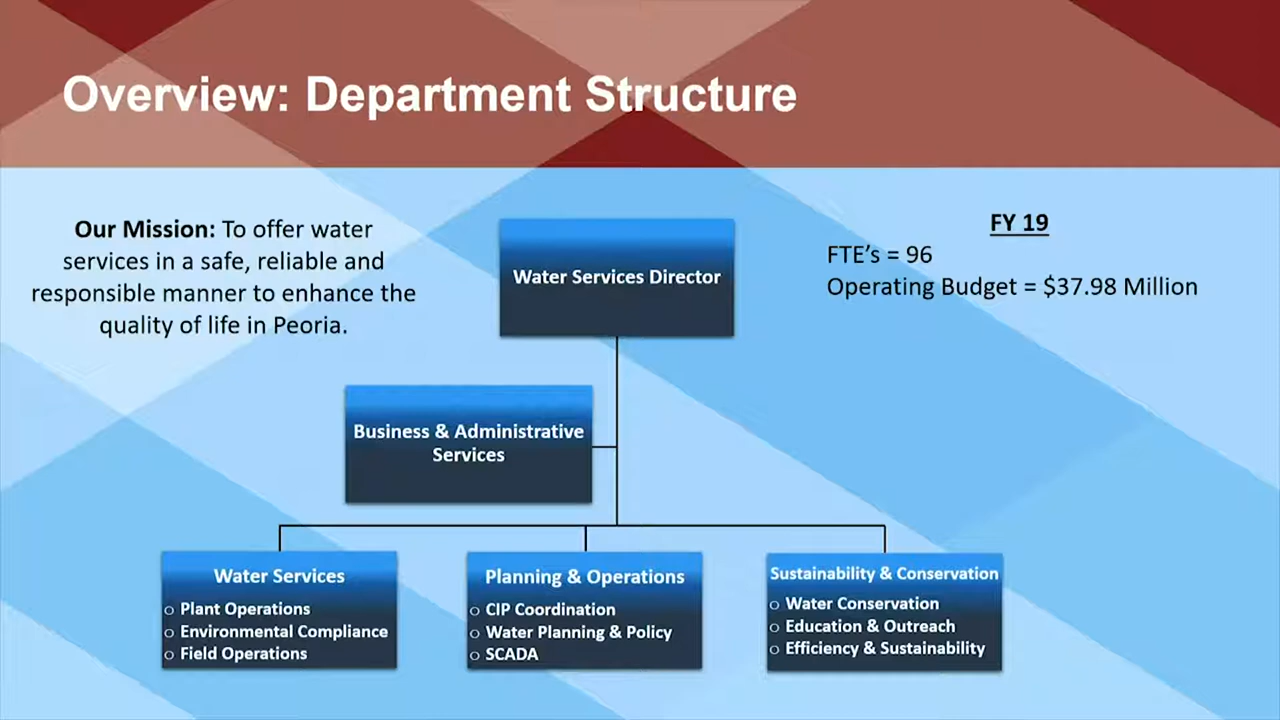 Overview: Department Structure
Our Mission: To offer water
services in a safe, reliable and
responsible manner to enhance the
quality of life in Peoria.
Water Services Director
FY 19
FTE’s = 96
Operating Budget = $37.98 Million
Business & Administrative
Services
Water Services
o Plant Operations
o Environmental Compliance
o Field Operations
Planning & Operations
o CIP Coordination
o Water Planning & Policy
o SCADA
Sustainability & Conservation
o Water Conservation
o Education & Outreach
o Efficiency & Sustainability